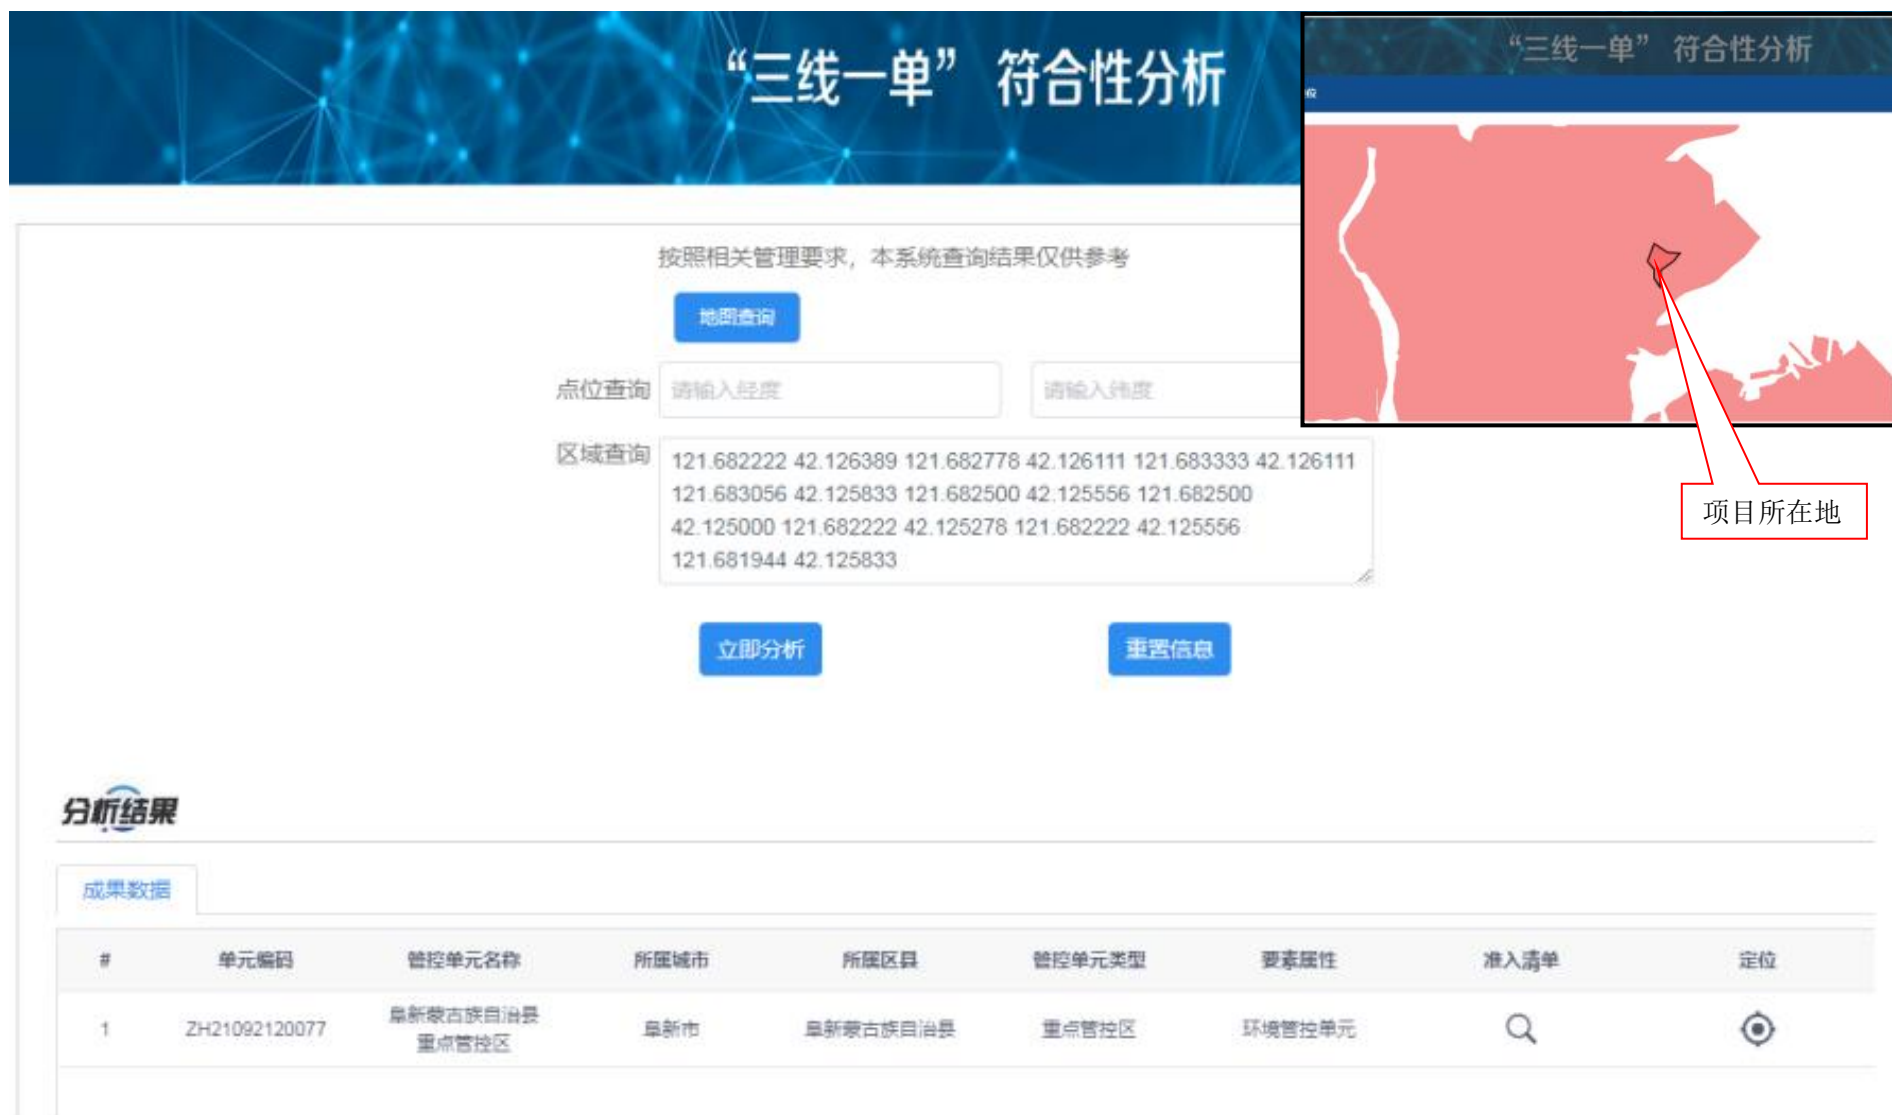 “三线一单” 符合性分析
“三线一单” 符合性分析
按照相关管理要求，本系统查询结果仅供参考
地图查询
点位查询 请输入经度 请输入纬度
区域查询
121.682222 42.126389 121.682778 42.126111 121.683333 42.126111
121.683056 42.125833 121.682500 42.125556 121.682500
42.125000 121.682222 42.125278 121.682222 42.125556
121.681944 42.125833
项目所在地
立即分析 重置信息
分析结果
成果数据
# 单元编码 管控单元名称 所属城市 所属区县 管控单元类型 要素属性 准入清单 定位
1 ZH21092120077 阜新蒙古族自治县 阜新市 阜新蒙古族自治县 重点管控区 环境管控单元
重点管控区